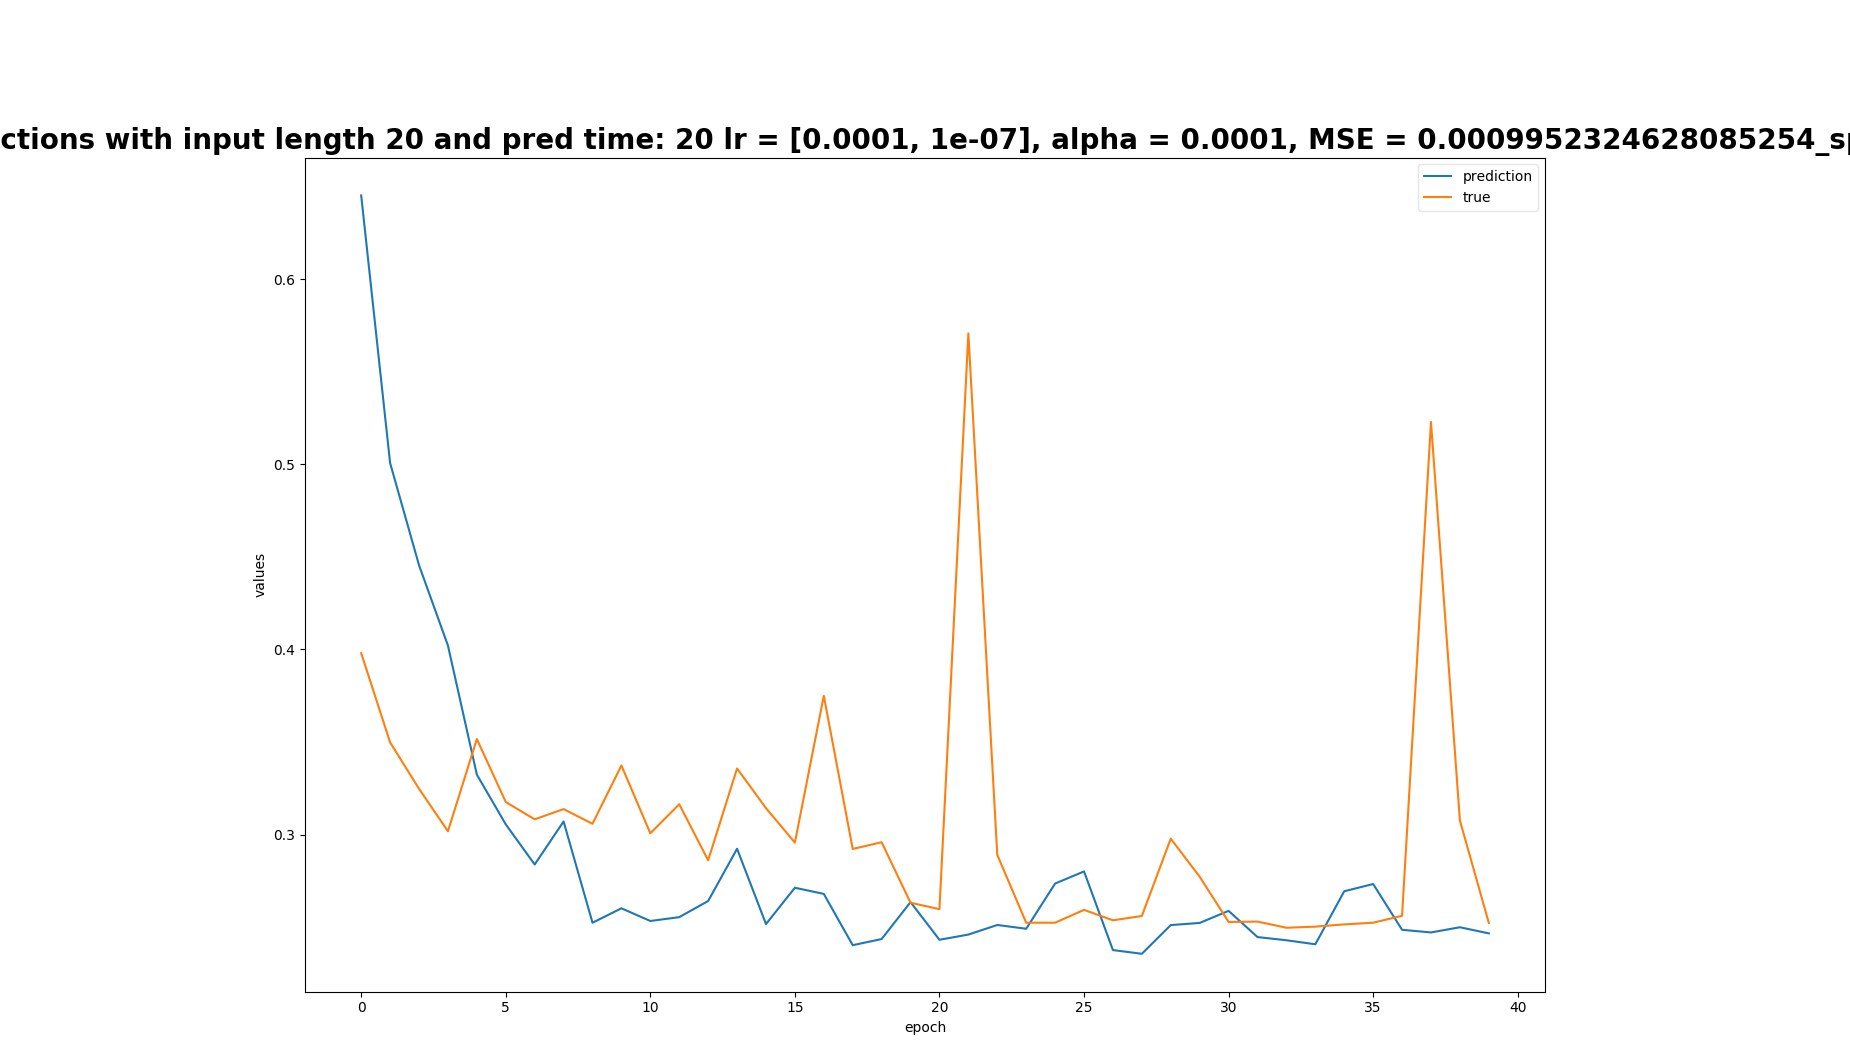 ctions with input length 20 and pred time: 20 lr = [0.0001, 1e-07], alpha = 0.0001, MSE = 0.0009952324628085254_sp
prediction
true
0.6
0.5
0.4
0.3
values
0 5 10 15 20 25 30 35 40
epoch